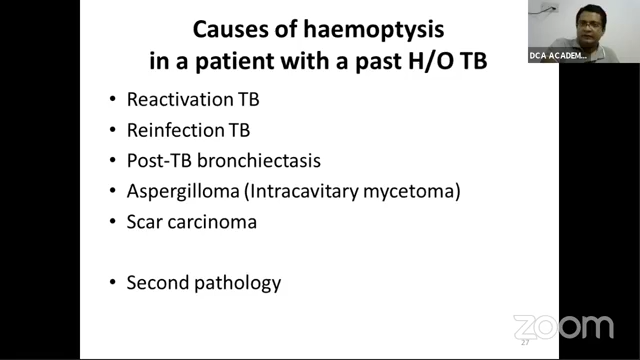 Causes of haemoptysis
in a patient with a past H/O TB
• Reactivation TB
• Reinfection TB
• Post-TB bronchiectasis
• Aspergilloma (Intracavitary mycetoma)
• Scar carcinoma
• Second pathology
DCA ACADEM...
zoom
27